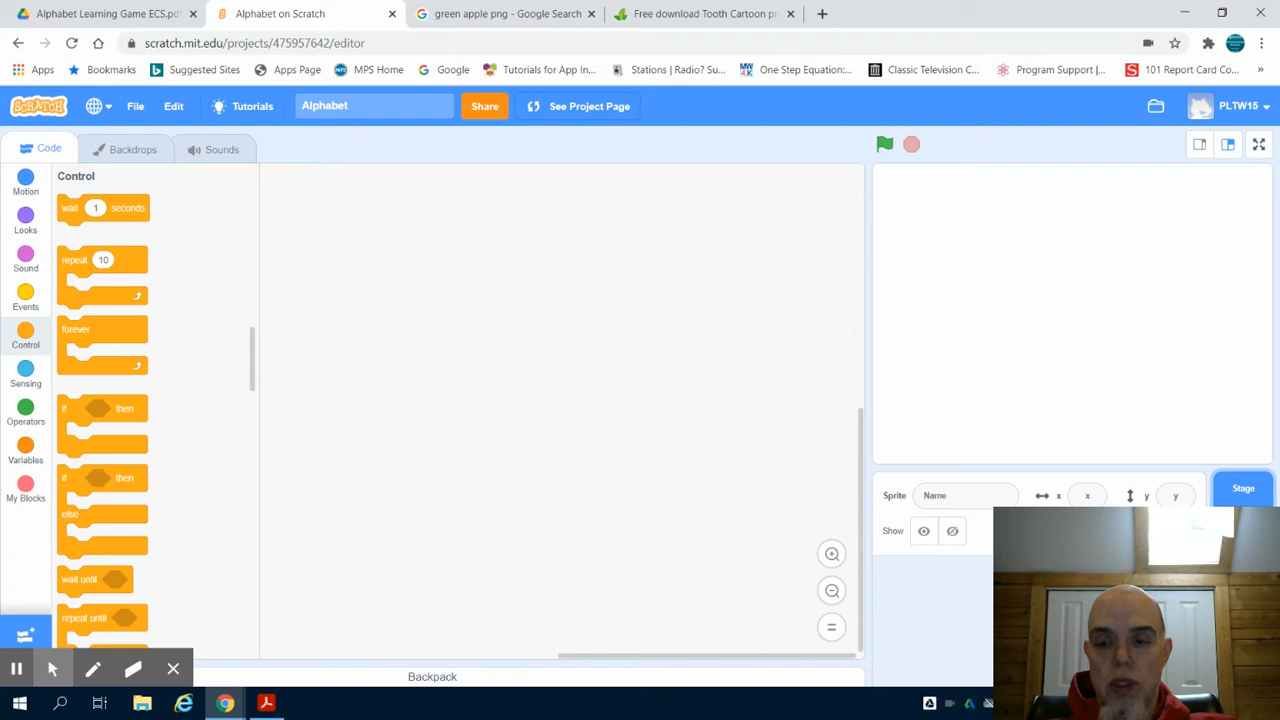 Alphabet Learning Game ECS.pdf
Alphabet on Scratch
green apple png - Google Search
Free download Tooth Cartoon pn
scratch.mit.edu/projects/475957642/editor
Apps
Bookmarks
Suggested Sites
Apps Page
MPS Home
Google
Tutorials for App In...
Stations | Radio? Su...
One Step Equation:...
Classic Television C...
Program Support |...
101 Report Card Co...
SCRATCH
File
Edit
Tutorials
Alphabet
Share
See Project Page
PLTW15
Code
Backdrops
Sounds
Motion
Looks
Sound
Events
Control
Sensing
Operators
Variables
My Blocks
Control
wait 1 seconds
repeat 10
forever
if then
if then
else
wait until
repeat until
Sprite
Name
x
x
y
y
Show
Stage
Backpack